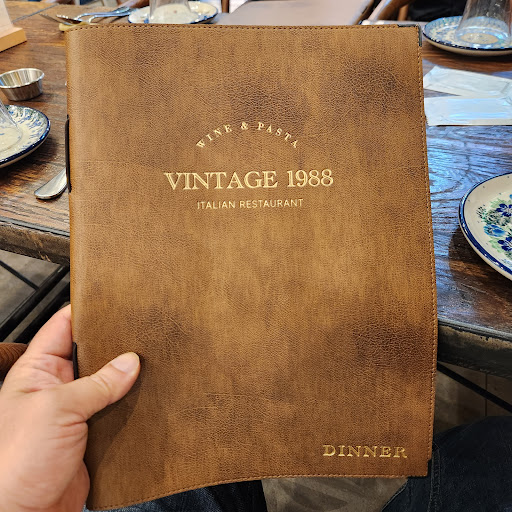 WINE & PASTA
VINTAGE 1988
ITALIAN RESTAURANT
DINNER